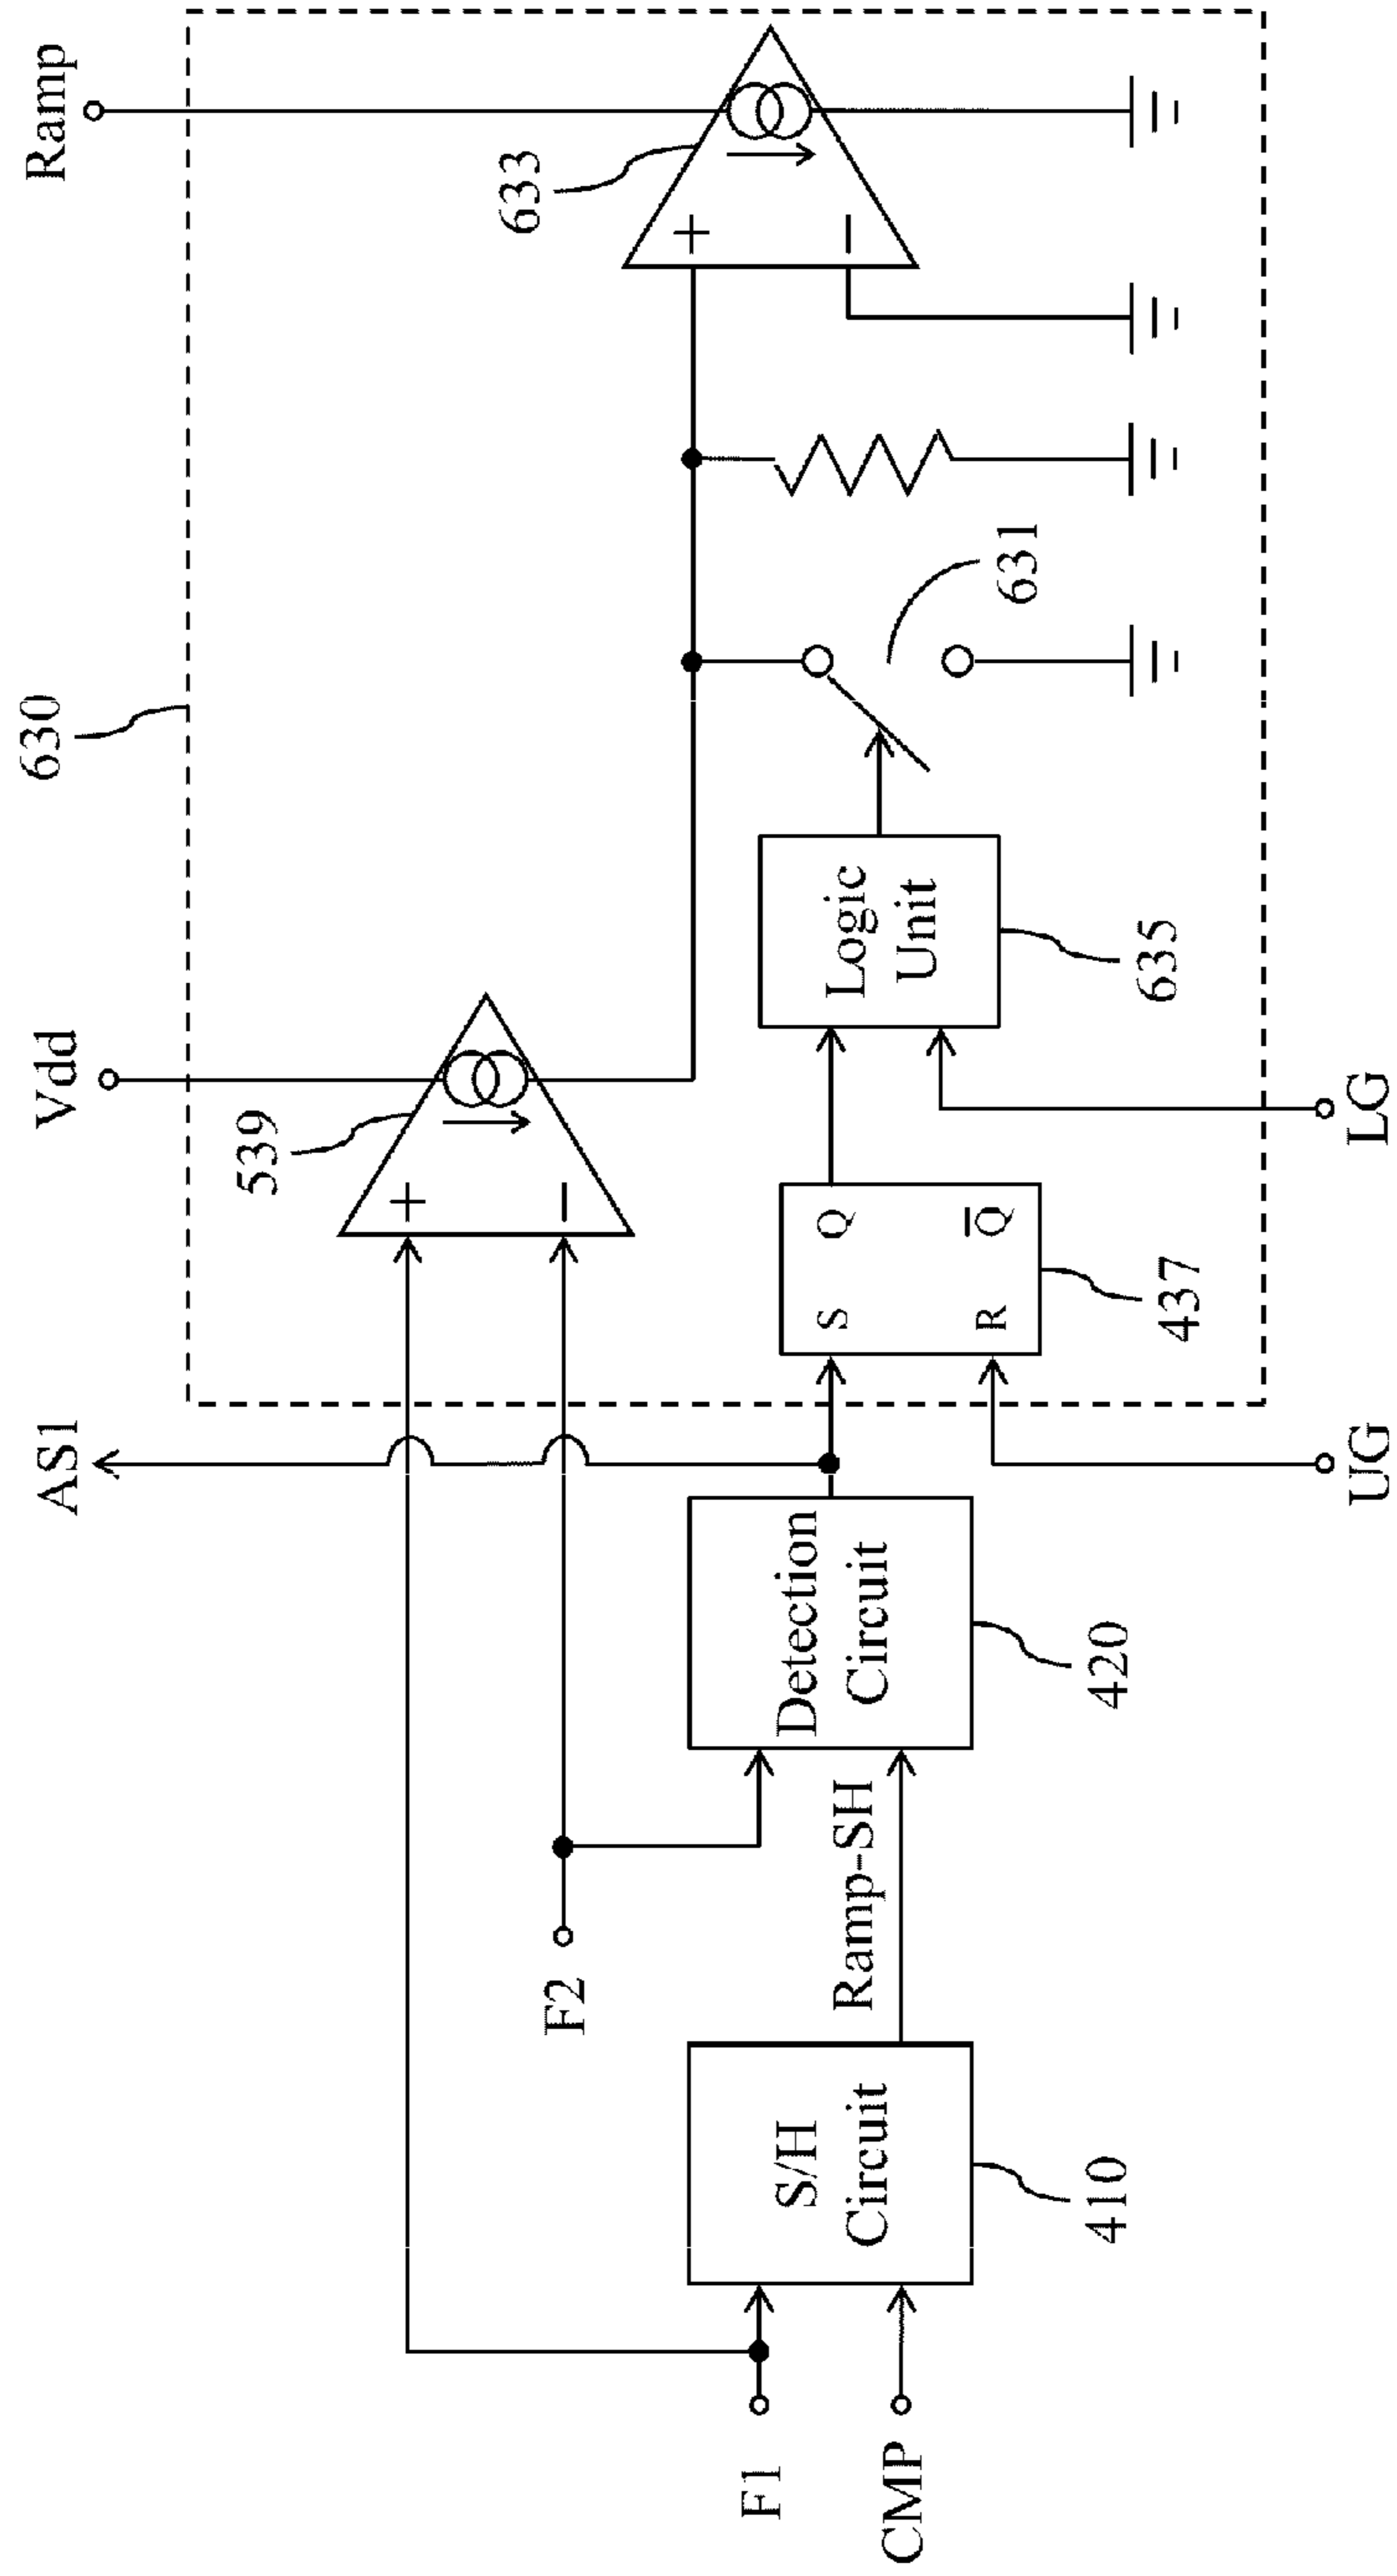 630
Vdd
Ramp
AS1
539
+
−
633
+
−
F2
F1
CMP
S/H
Circuit
410
Ramp-SH
Detection
Circuit
420
S
Q
R
Q̅
437
Logic
Unit
635
631
UG
LG